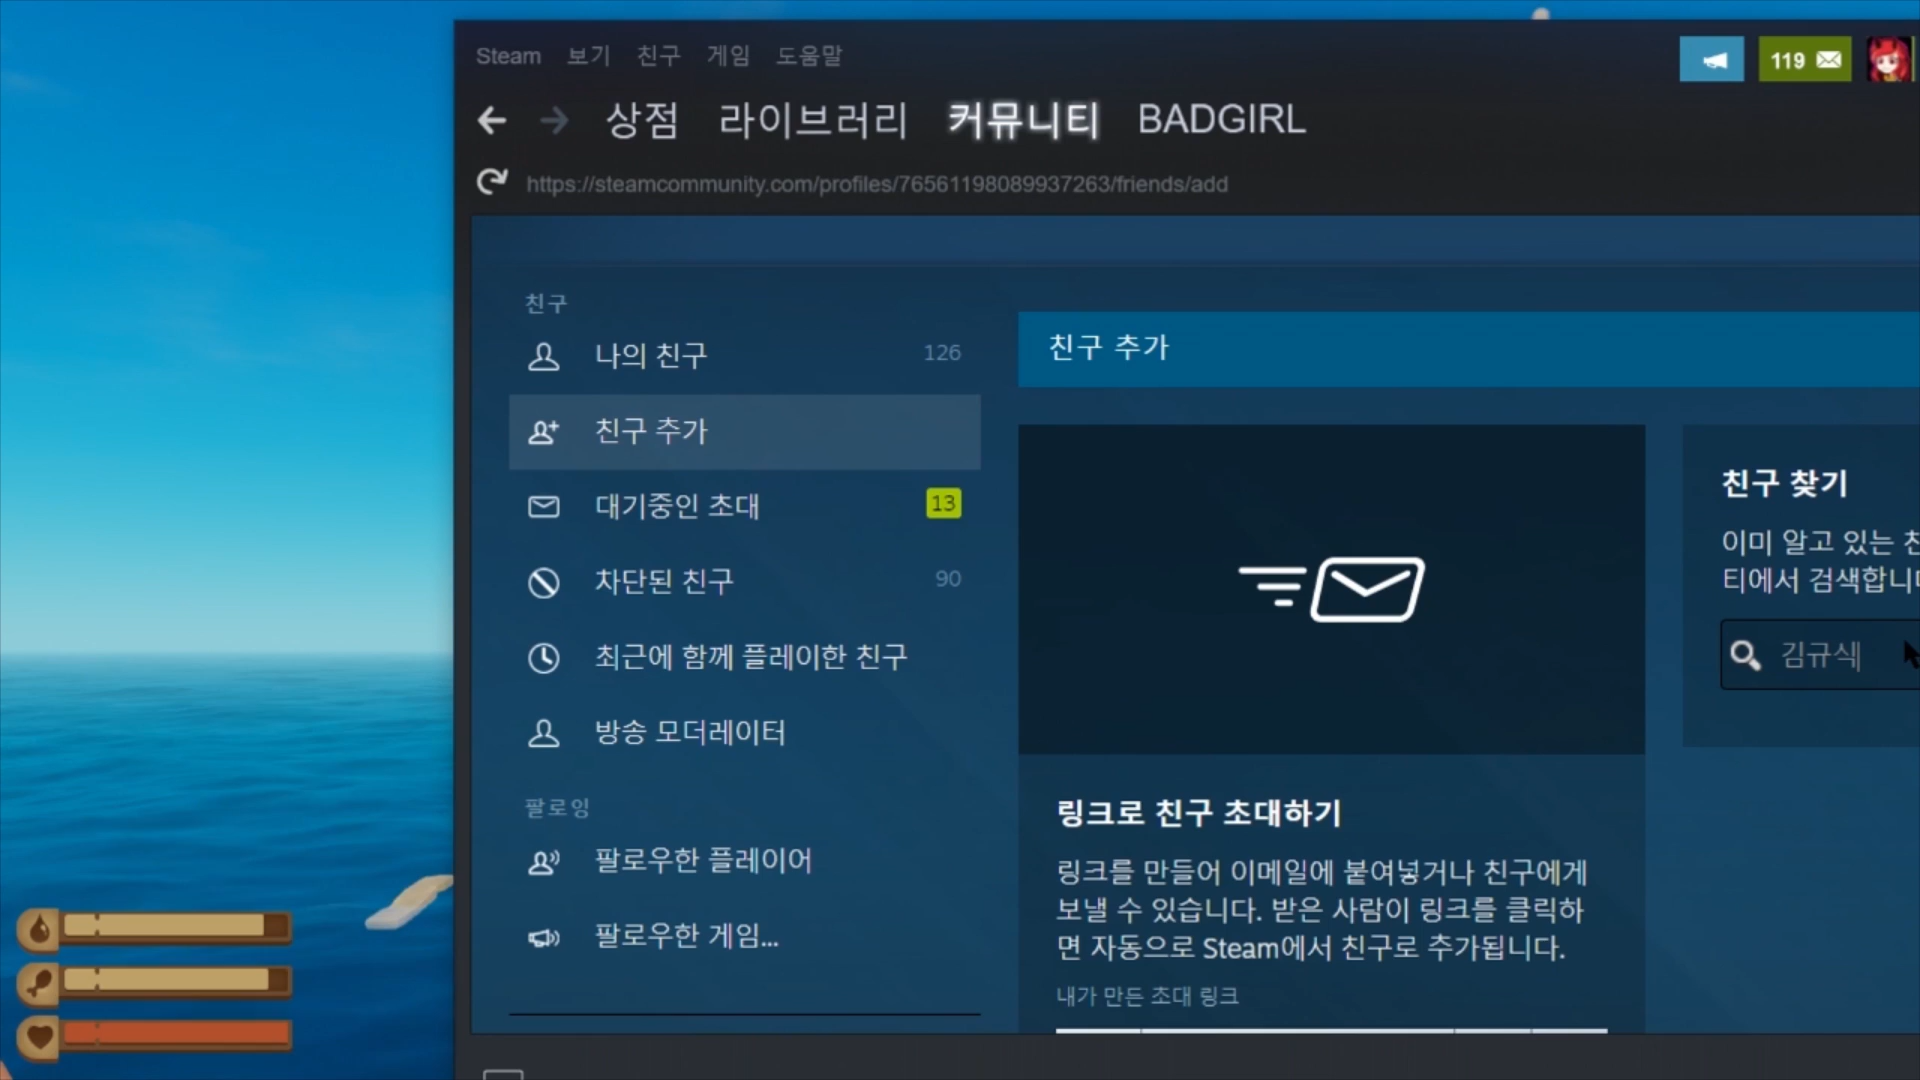 Steam 보기 친구 게임 도움말
119
상점 라이브러리 커뮤니티 BADGIRL
https://steamcommunity.com/profiles/76561198089937263/friends/add
친구
나의 친구 126
친구 추가
대기중인 초대 13
차단된 친구 90
최근에 함께 플레이한 친구
방송 모더레이터
팔로잉
팔로우한 플레이어
팔로우한 게임...
친구 추가
링크로 친구 초대하기
링크를 만들어 이메일에 붙여넣거나 친구에게
보낼 수 있습니다. 받은 사람이 링크를 클릭하
면 자동으로 Steam에서 친구로 추가됩니다.
내가 만든 초대 링크
친구 찾기
이미 알고 있는
티에서
김규식